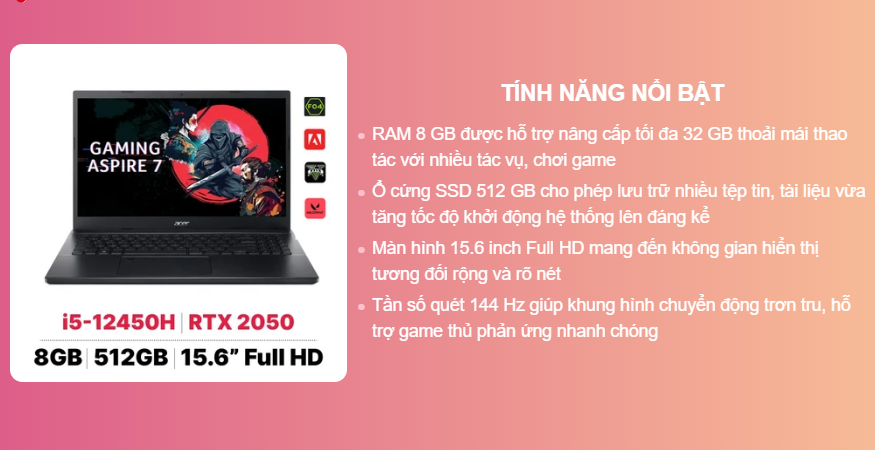 TÍNH NĂNG NỔI BẬT
RAM 8 GB được hỗ trợ nâng cấp tối đa 32 GB thoải mái thao
tác với nhiều tác vụ, chơi game
Ổ cứng SSD 512 GB cho phép lưu trữ nhiều tệp tin, tài liệu vừa
tăng tốc độ khởi động hệ thống lên đáng kể
Màn hình 15.6 inch Full HD mang đến không gian hiển thị
tương đối rộng và rõ nét
Tần số quét 144 Hz giúp khung hình chuyển động trơn tru, hỗ
trợ game thủ phản ứng nhanh chóng
GAMING
ASPIRE 7
acer
FO4
i5-12450H | RTX 2050
8GB | 512GB | 15.6” Full HD